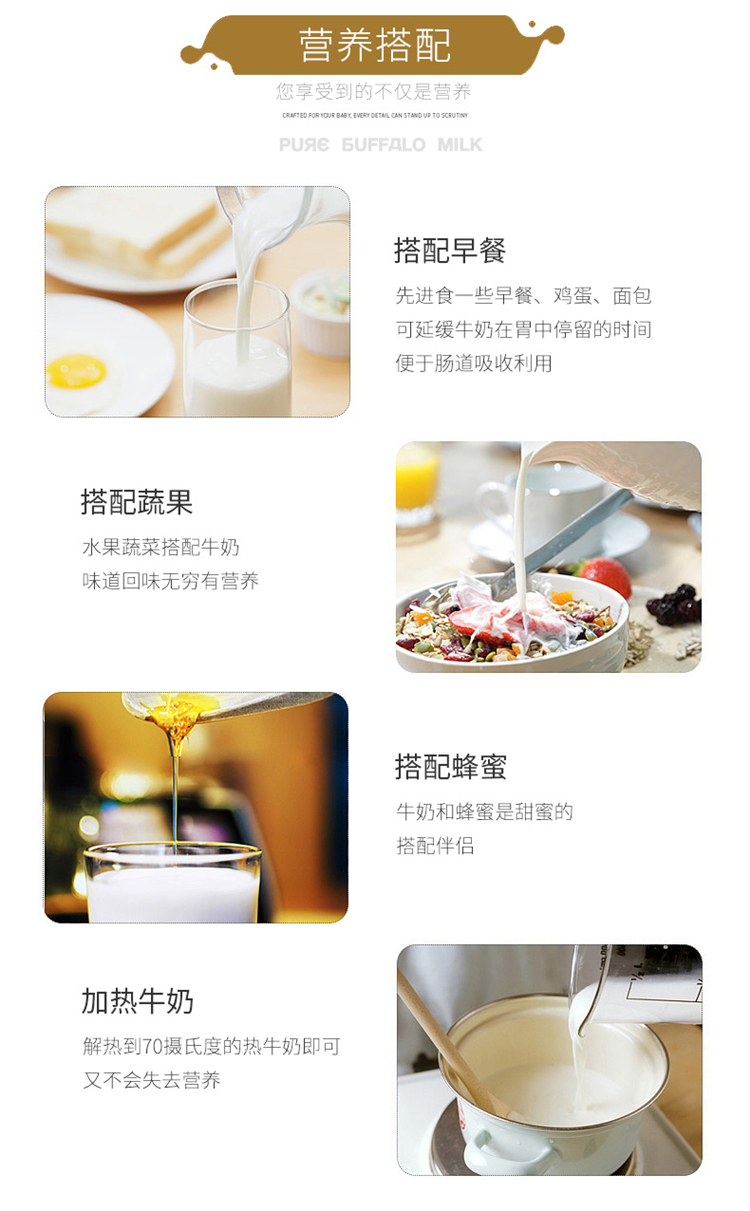 营养搭配
您享受到的不仅是营养
CRAFTED FOR YOUR BABY, EVERY DETAIL CAN STAND UP TO SCRUTINY
PURE BUFFALO MILK
搭配早餐
先进食一些早餐、鸡蛋、面包
可延缓牛奶在胃中停留的时间
便于肠道吸收利用
搭配蔬果
水果蔬菜搭配牛奶
味道回味无穷有营养
搭配蜂蜜
牛奶和蜂蜜是甜蜜的
搭配伴侣
加热牛奶
解热到70摄氏度的热牛奶即可
又不会失去营养